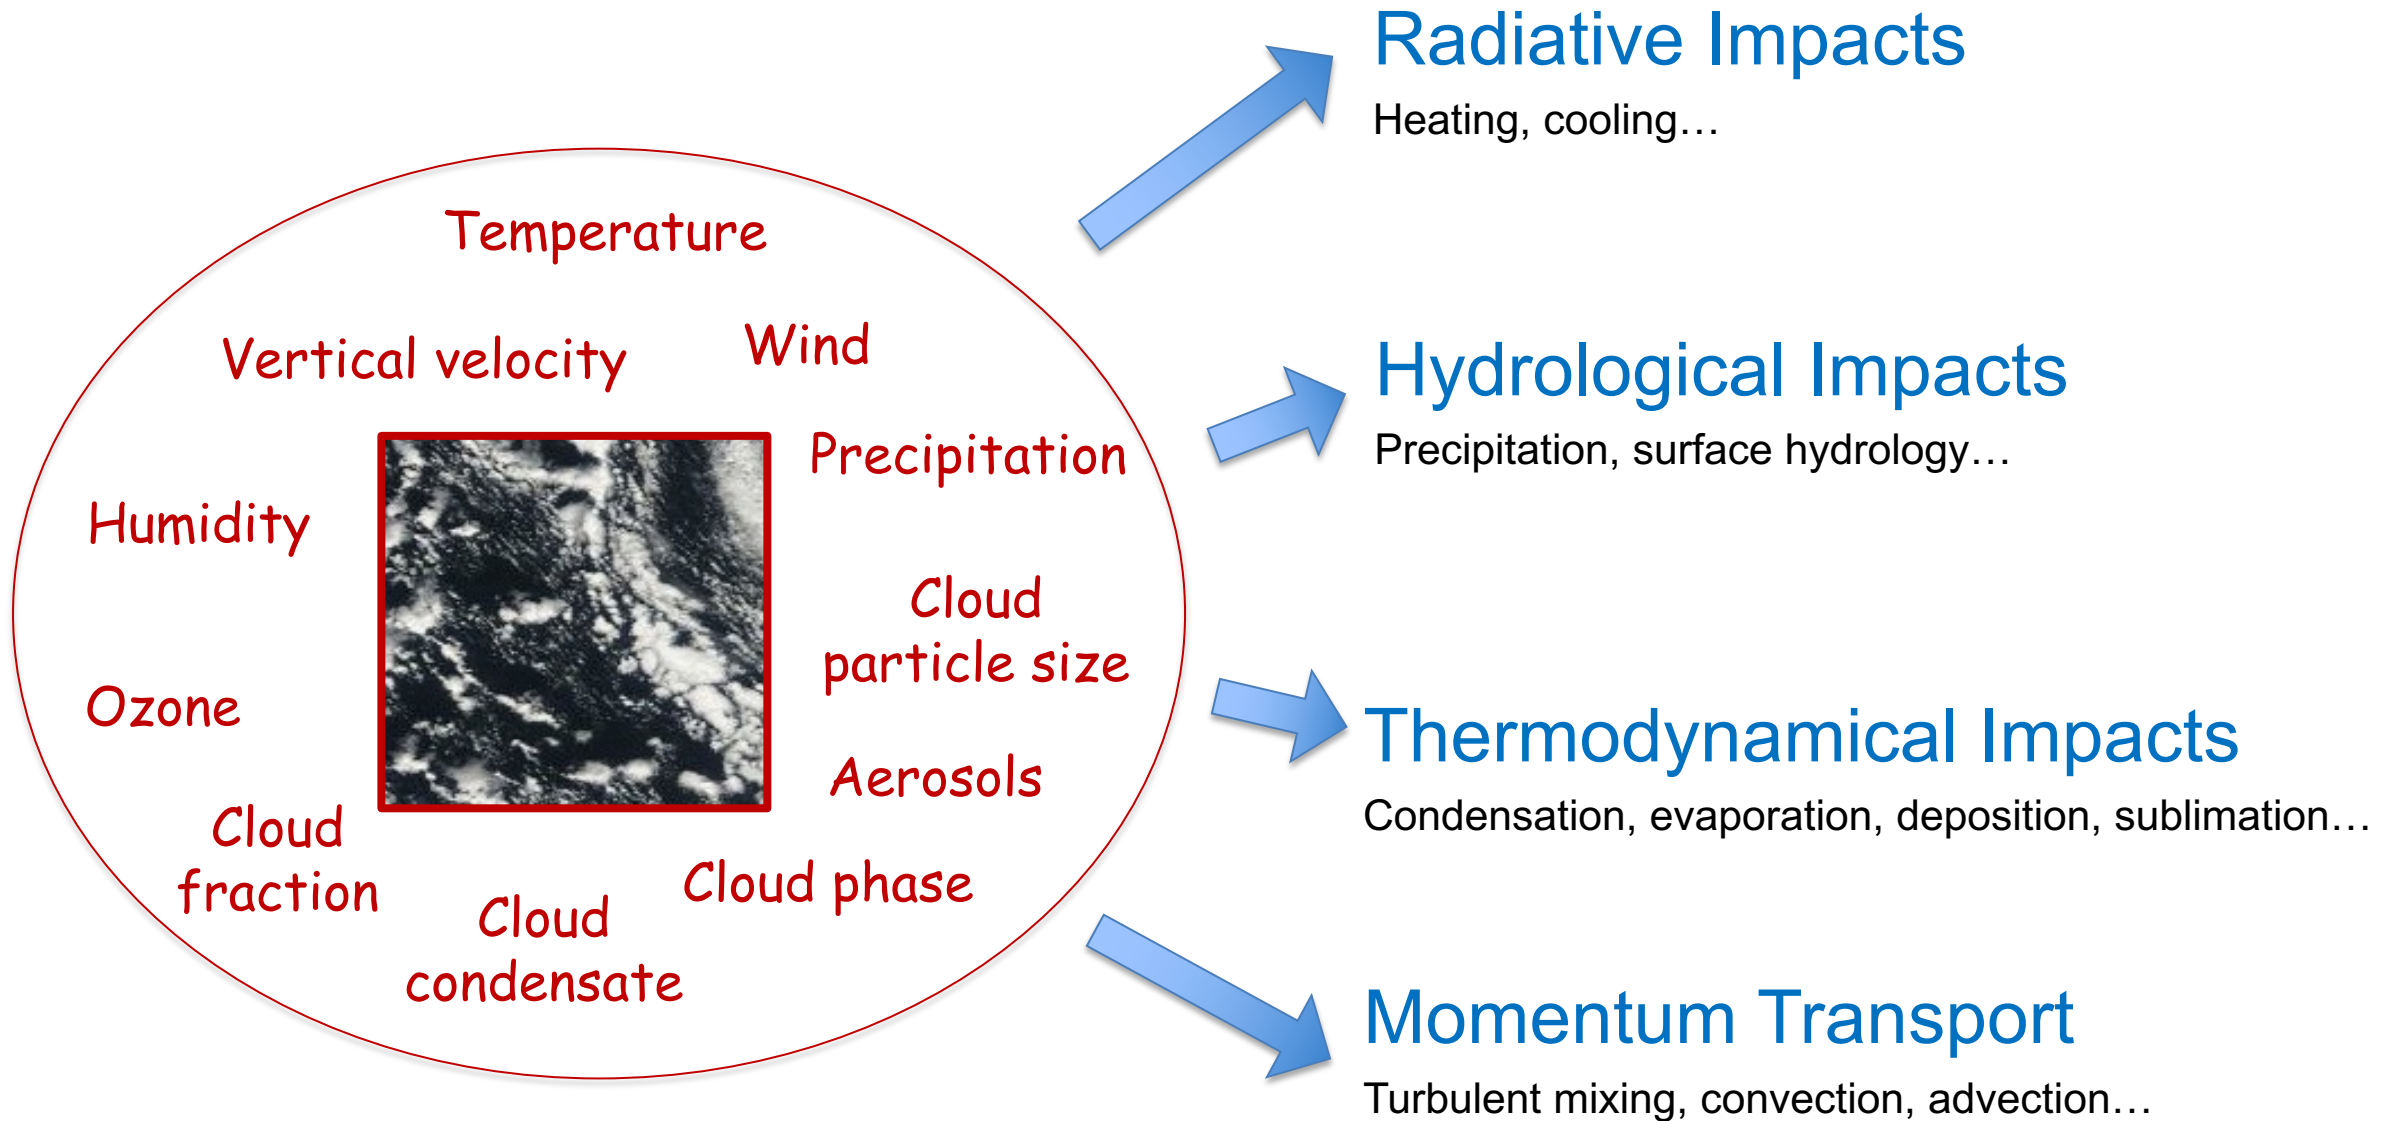 Temperature
Vertical velocity
Wind
Precipitation
Humidity
Cloud
particle size
Ozone
Aerosols
Cloud
fraction
Cloud phase
Cloud
condensate
Radiative Impacts
Heating, cooling…
Hydrological Impacts
Precipitation, surface hydrology…
Thermodynamical Impacts
Condensation, evaporation, deposition, sublimation…
Momentum Transport
Turbulent mixing, convection, advection…